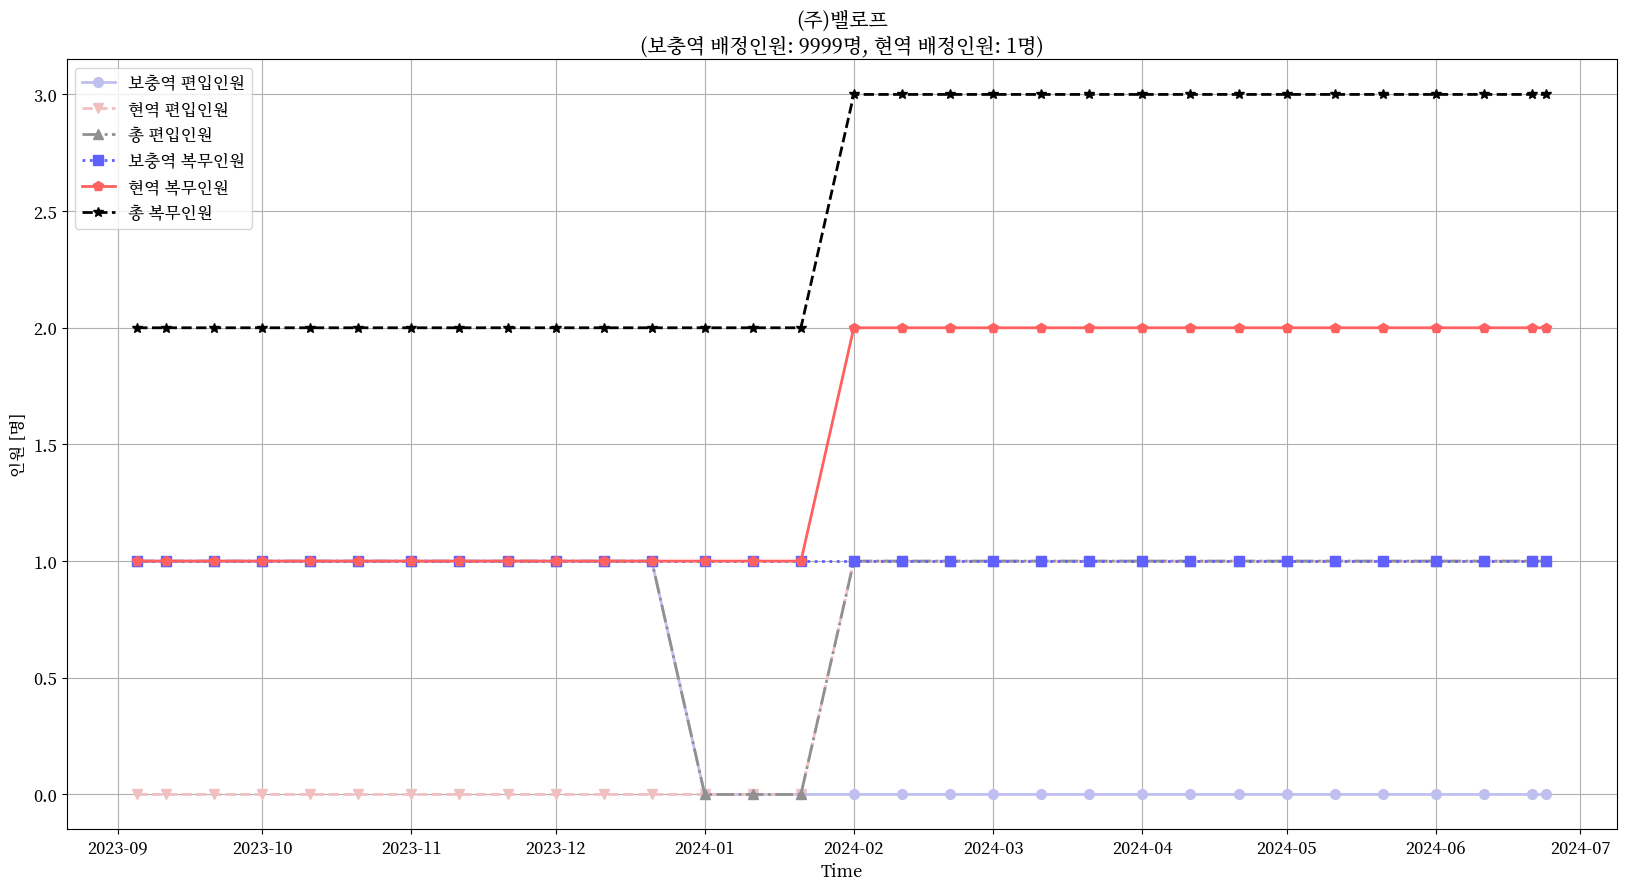 (주)밸로프
(보충역 배정인원: 9999명, 현역 배정인원: 1명)
보충역 편입인원
현역 편입인원
총 편입인원
보충역 복무인원
현역 복무인원
총 복무인원
3.0
2.5
2.0
1.5
1.0
0.5
0.0
인원 [명]
2023-09 2023-10 2023-11 2023-12 2024-01 2024-02 2024-03 2024-04 2024-05 2024-06 2024-07
Time